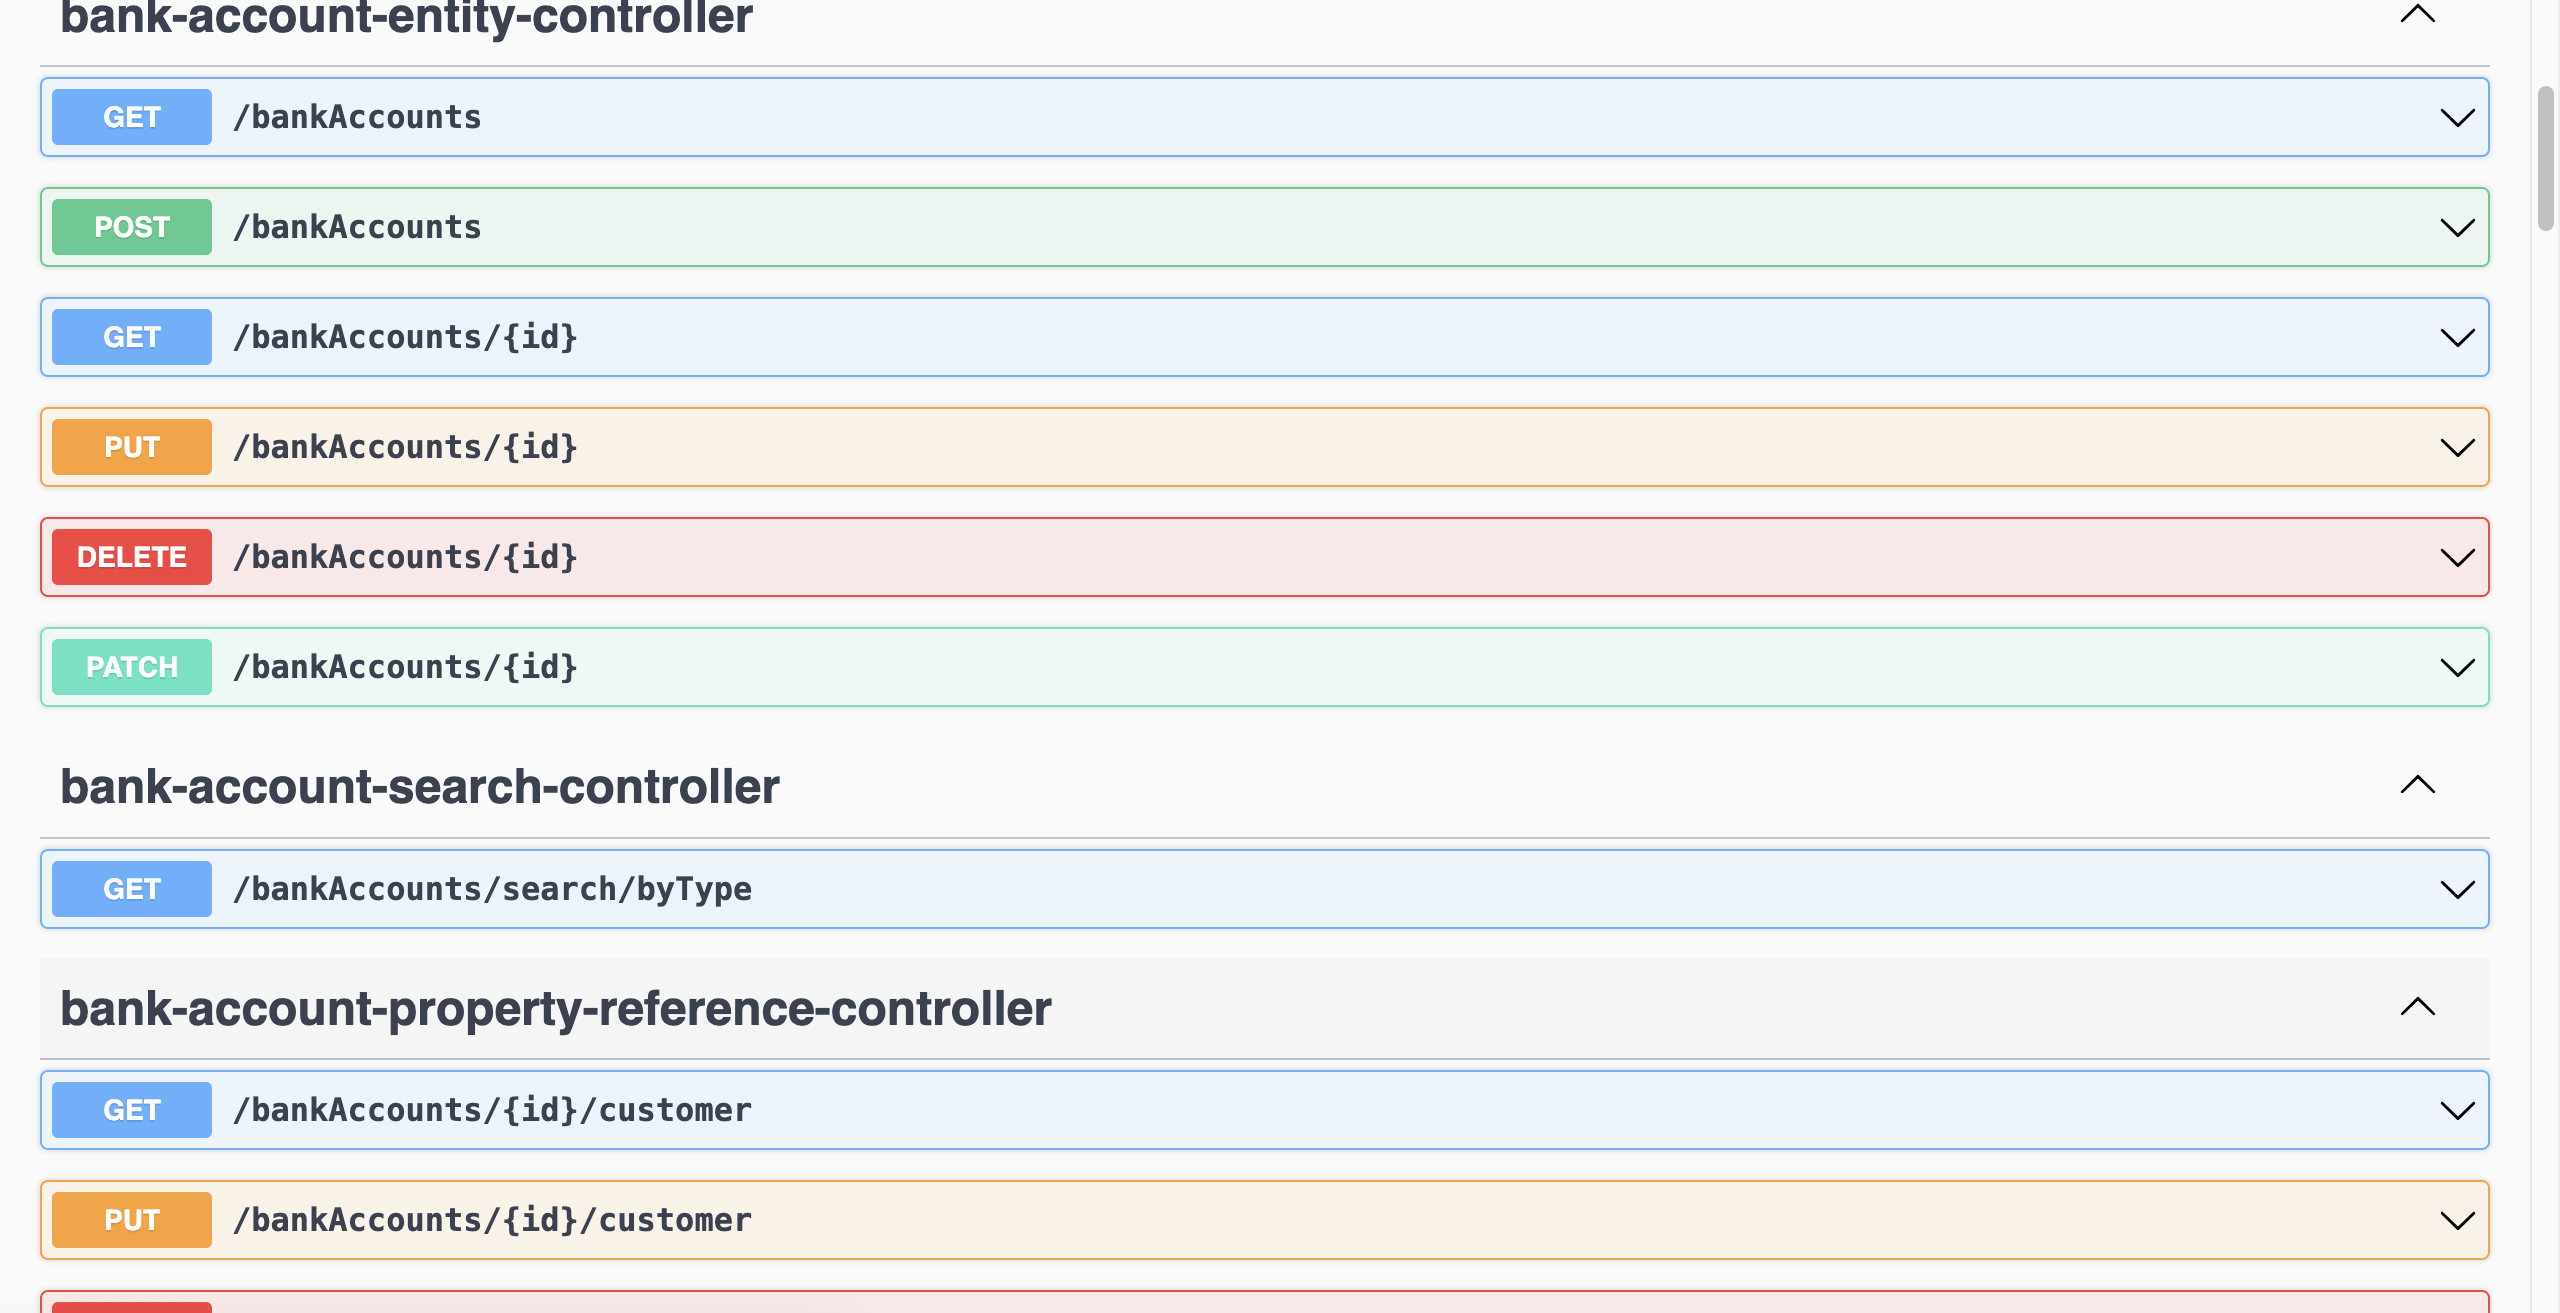 bank-account-entity-controller
GET /bankAccounts
POST /bankAccounts
GET /bankAccounts/{id}
PUT /bankAccounts/{id}
DELETE /bankAccounts/{id}
PATCH /bankAccounts/{id}
bank-account-search-controller
GET /bankAccounts/search/byType
bank-account-property-reference-controller
GET /bankAccounts/{id}/customer
PUT /bankAccounts/{id}/customer